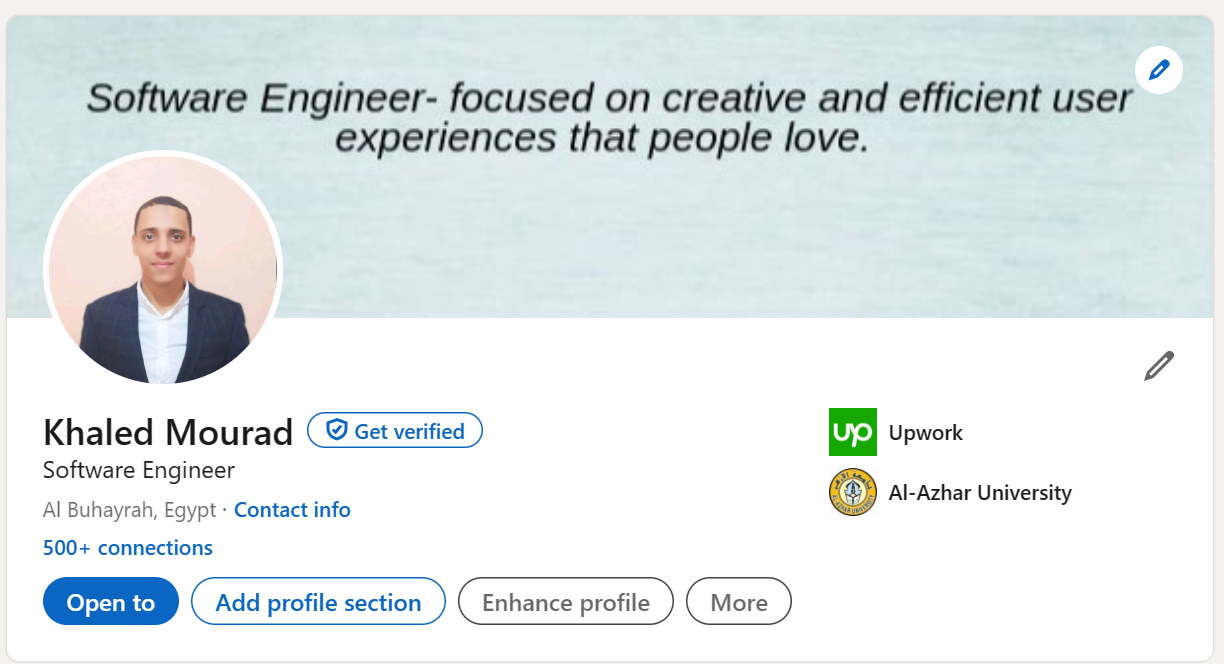 Software Engineer- focused on creative and efficient user
experiences that people love.
Khaled Mourad
Get verified
Software Engineer
Al Buhayrah, Egypt · Contact info
500+ connections
Open to
Add profile section
Enhance profile
More
up
Upwork
Al-Azhar University